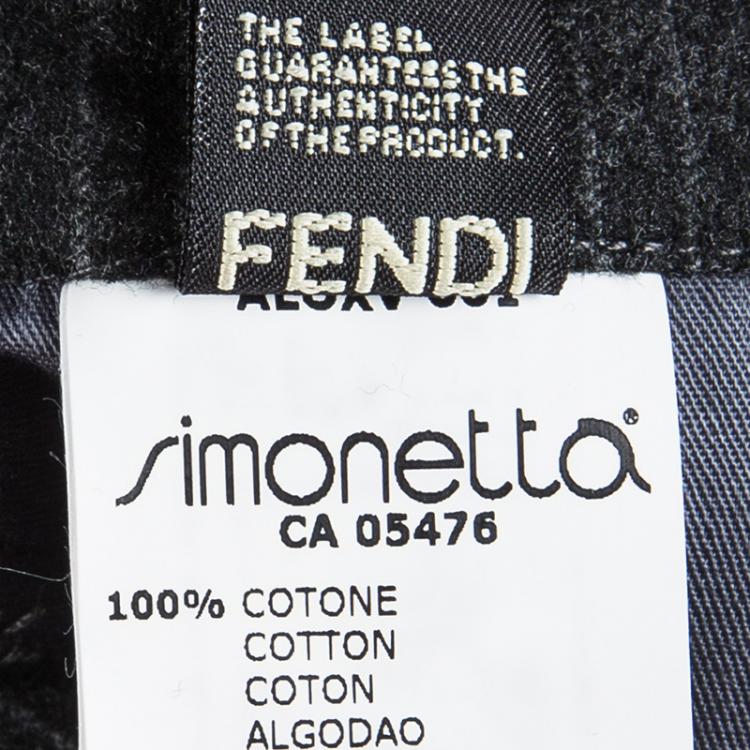 THE LABEL
GUARANTEES THE
AUTHENTICITY
OF THE PRODUCT.
FENDI
simonetta®
CA 05476
100% COTONE
COTTON
COTON
ALGODAO